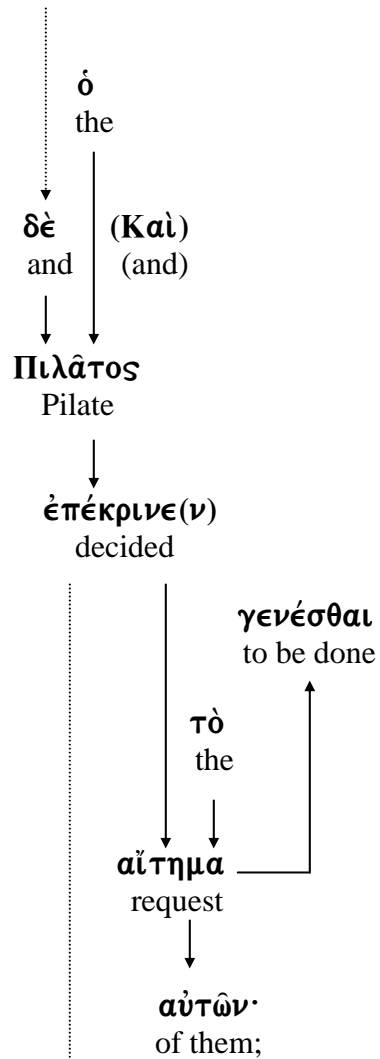 ὁ
the
δὲ (Καὶ)
and (and)
Πιλᾶτος
Pilate
ἐπέκρινε(ν)
decided
γενέσθαι
to be done
τὸ
the
αἴτημα
request
αὐτῶν·
of them;